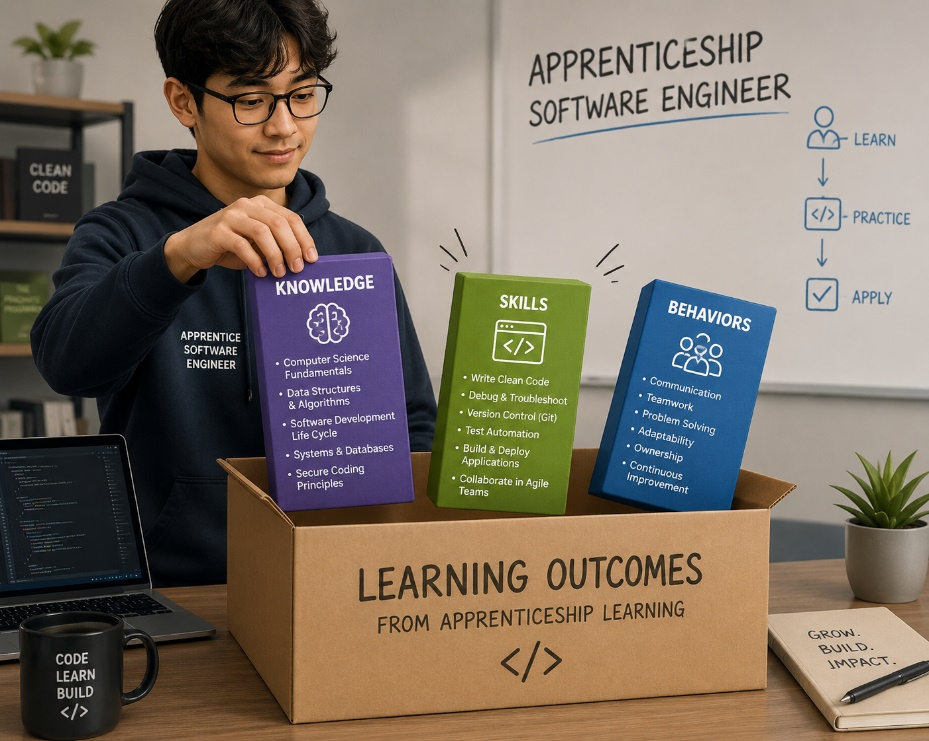 APPRENTICESHIP
SOFTWARE ENGINEER
LEARN
PRACTICE
APPLY
CLEAN
CODE
APPRENTICE
SOFTWARE
ENGINEER
KNOWLEDGE
• Computer Science
Fundamentals
• Data Structures
& Algorithms
• Software Development
Life Cycle
• Systems & Databases
• Secure Coding
Principles
SKILLS
</>
• Write Clean Code
• Debug & Troubleshoot
• Version Control (Git)
• Test Automation
• Build & Deploy
Applications
• Collaborate in Agile
Teams
BEHAVIORS
• Communication
• Teamwork
• Problem Solving
• Adaptability
• Ownership
• Continuous
Improvement
LEARNING OUTCOMES
FROM APPRENTICESHIP LEARNING
</>
CODE
LEARN
BUILD
</>
GROW.
BUILD.
IMPACT.